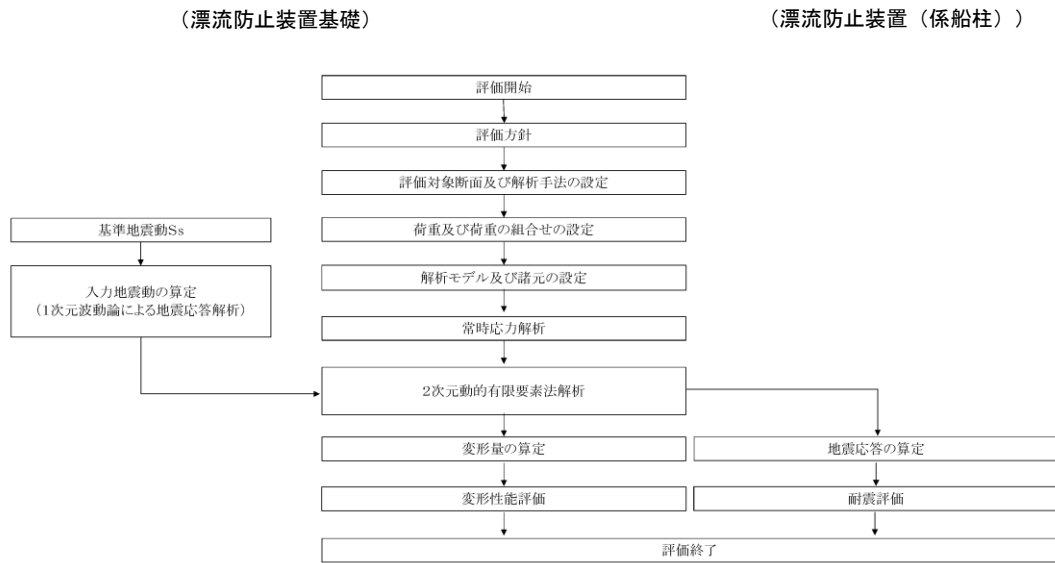 （漂流防止装置基礎）
（漂流防止装置（係船柱））
評価開始
評価方針
評価対象断面及び解析手法の設定
基準地震動Ss
荷重及び荷重の組合せの設定
入力地震動の算定
（1次元波動論による地震応答解析）
解析モデル及び諸元の設定
常時応力解析
2次元動的有限要素法解析
変形量の算定
地震応答の算定
変形性能評価
耐震評価
評価終了